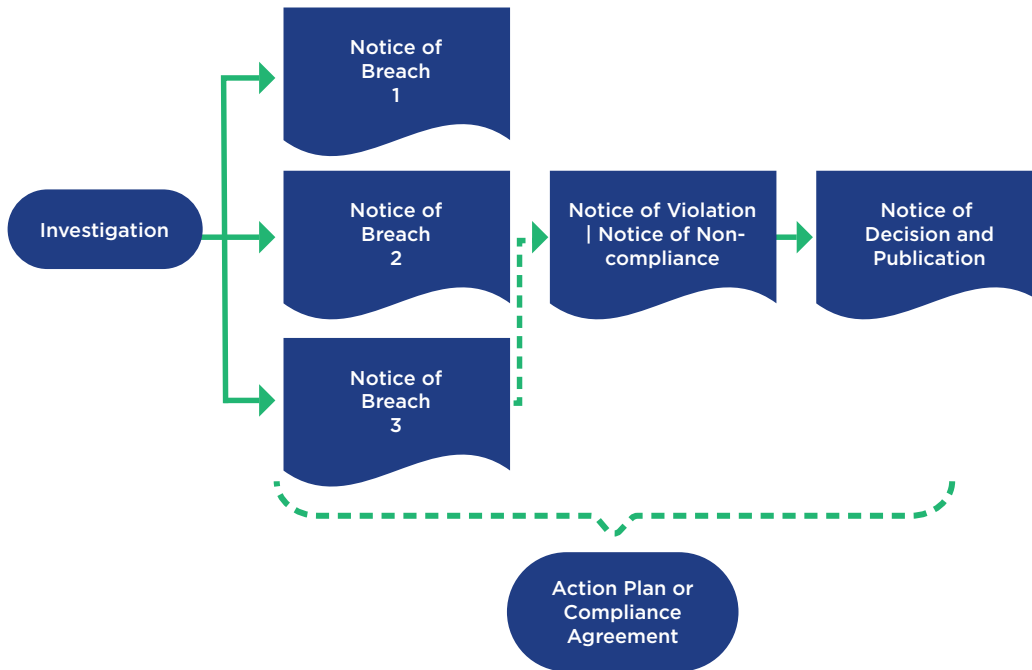 Notice of
Breach
1
Investigation
Notice of
Breach
2
Notice of Violation
| Notice of Non-
compliance
Notice of
Decision and
Publication
Notice of
Breach
3
Action Plan or
Compliance
Agreement